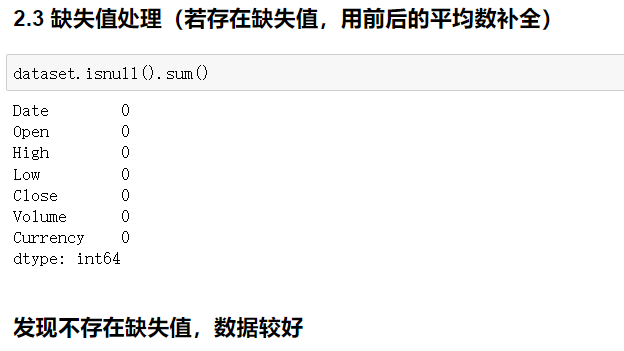 2.3 缺失值处理（若存在缺失值，用前后的平均数补全）
dataset.isnull().sum()
Date 0
Open 0
High 0
Low 0
Close 0
Volume 0
Currency 0
dtype: int64
发现不存在缺失值，数据较好